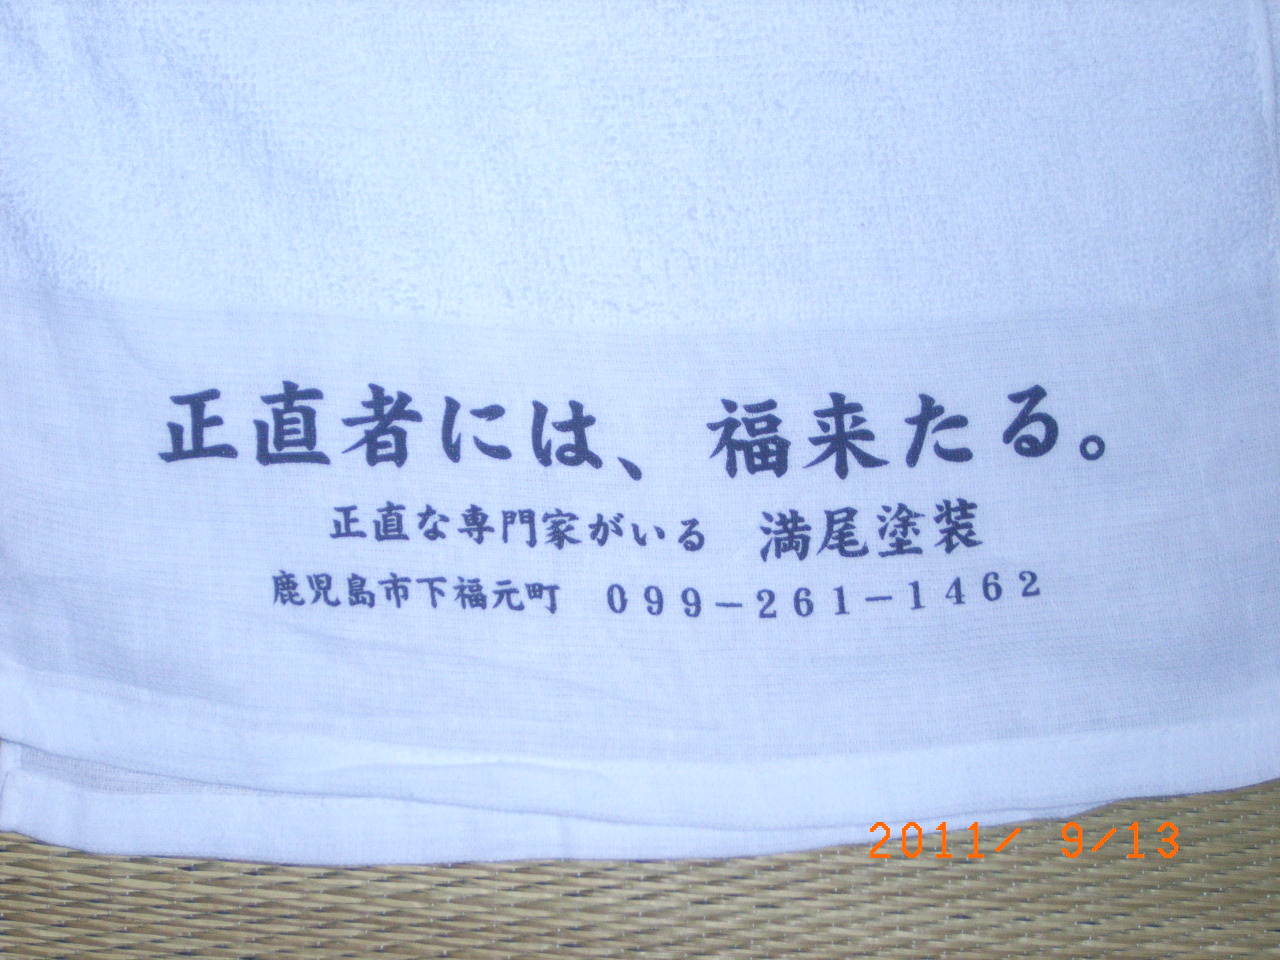 正直者には、福来たる。
正直な専門家がいる 満尾塗装
鹿児島市下福元町 099-261-1462
2011/ 9/13